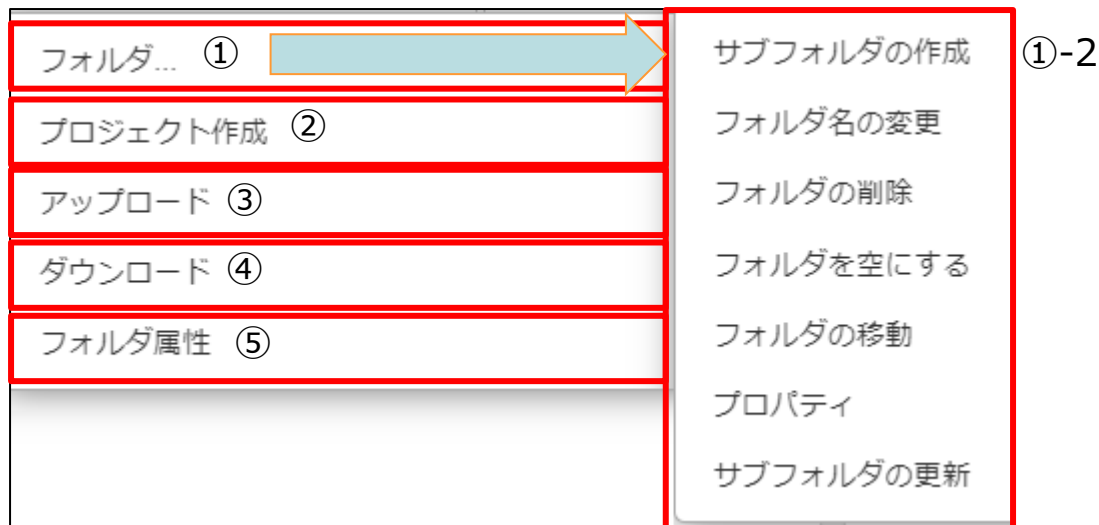 フォルダ... ①
プロジェクト作成 ②
アップロード ③
ダウンロード ④
フォルダ属性 ⑤
①-2
サブフォルダの作成
フォルダ名の変更
フォルダの削除
フォルダを空にする
フォルダの移動
プロパティ
サブフォルダの更新